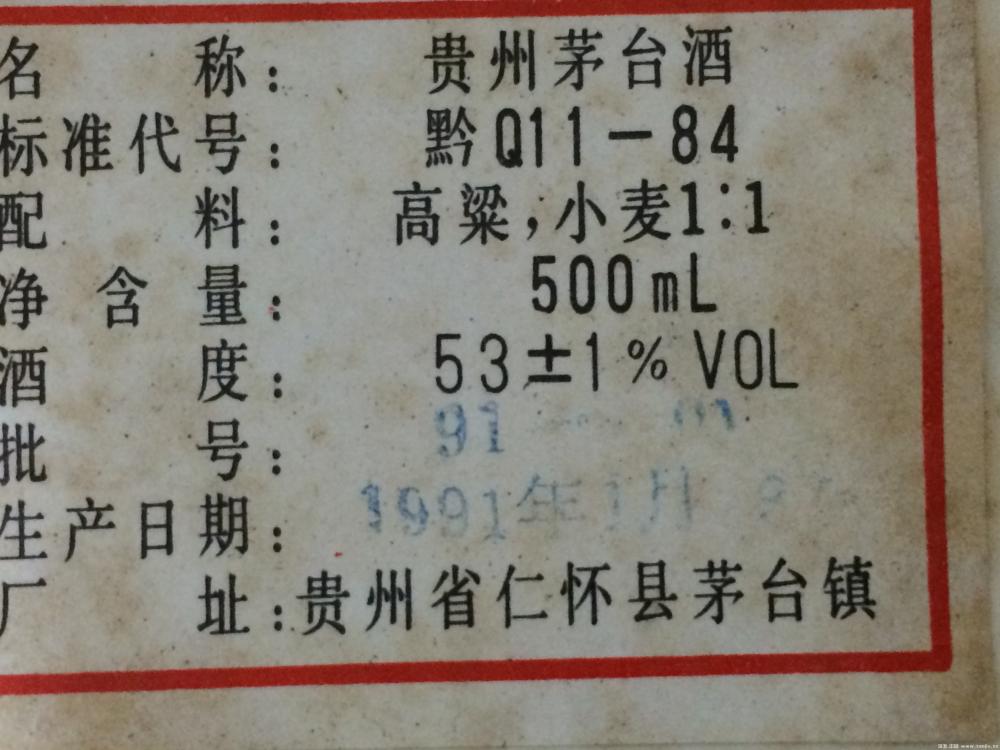 名称：贵州茅台酒
标准代号：黔Q11－84
配料：高粱，小麦1:1
净含量：500mL
酒度：53±1％VOL
批号：91
生产日期：1991年1月
厂址：贵州省仁怀县茅台镇